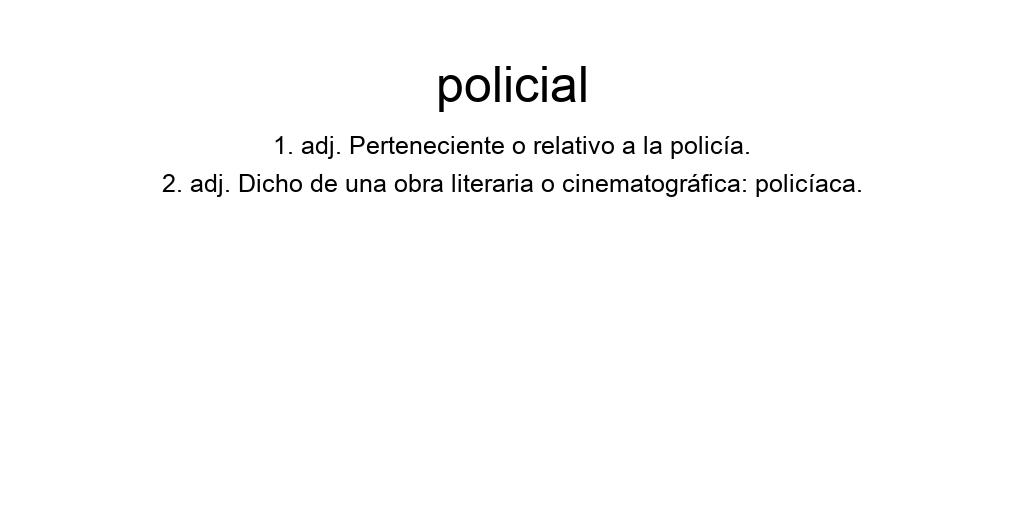 policial
1. adj. Perteneciente o relativo a la policía.
2. adj. Dicho de una obra literaria o cinematográfica: policíaca.